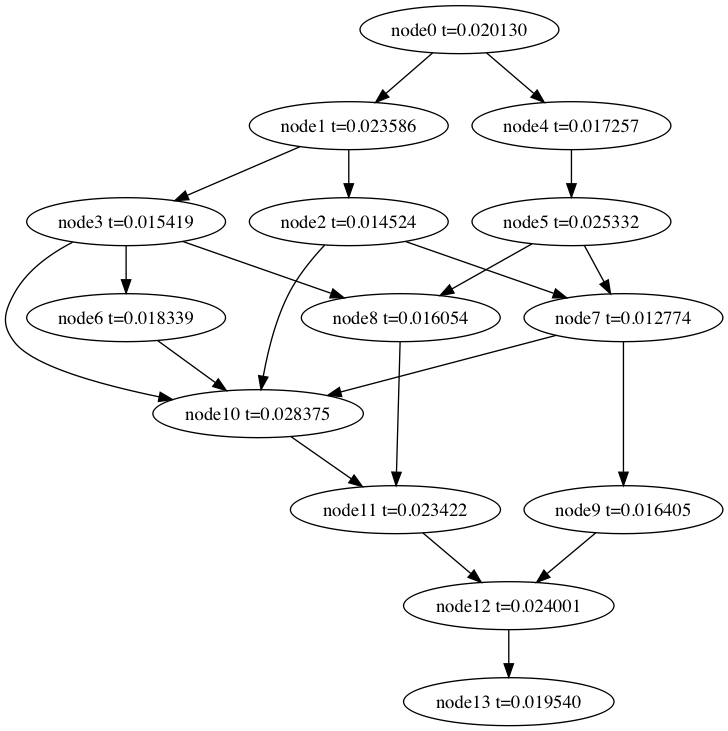 node0 t=0.020130
node1 t=0.023586
node4 t=0.017257
node3 t=0.015419
node2 t=0.014524
node5 t=0.025332
node6 t=0.018339
node8 t=0.016054
node7 t=0.012774
node10 t=0.028375
node11 t=0.023422
node9 t=0.016405
node12 t=0.024001
node13 t=0.019540